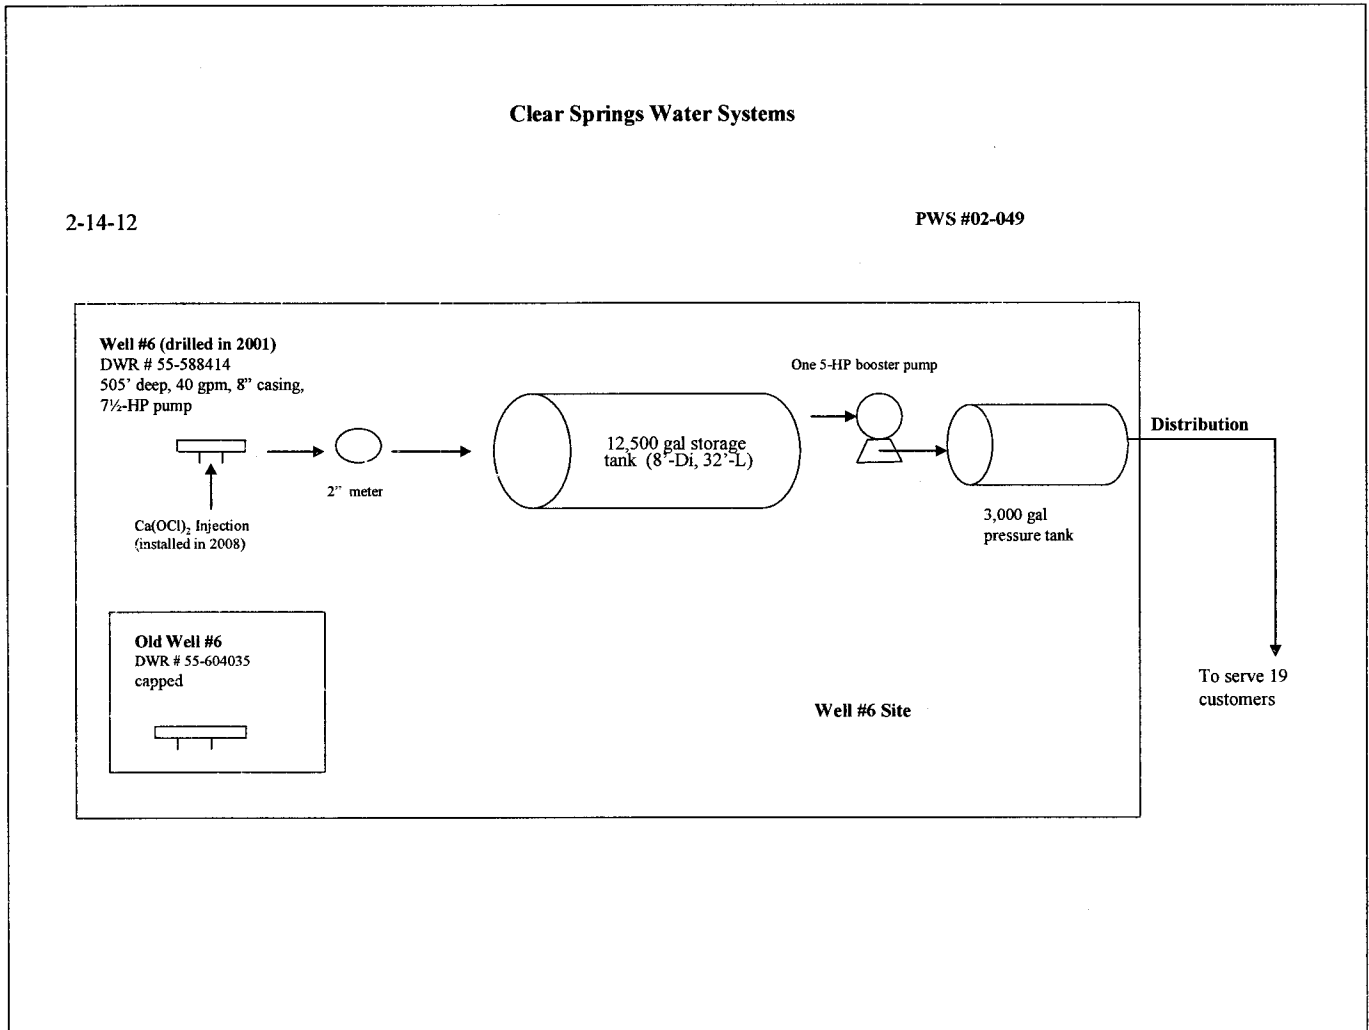 Clear Springs Water Systems
2-14-12
PWS #02-049
Well #6 (drilled in 2001)
DWR # 55-588414
505’ deep, 40 gpm, 8” casing,
7½-HP pump
2” meter
Ca(OCl)₂ Injection
(installed in 2008)
12,500 gal storage
tank (8’-Di, 32’-L)
One 5-HP booster pump
3,000 gal
pressure tank
Distribution
To serve 19
customers
Old Well #6
DWR # 55-604035
capped
Well #6 Site